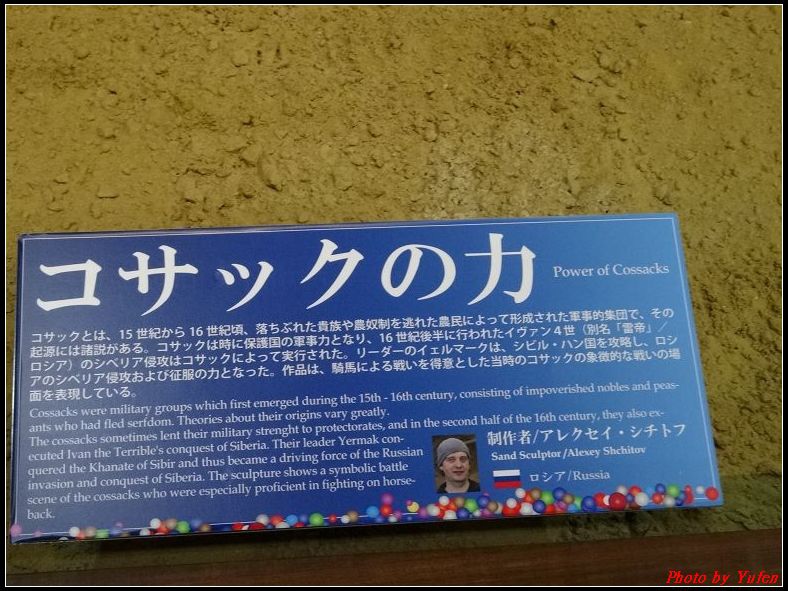 コサックの力
Power of Cossacks
コサックとは、15 世紀から 16 世紀頃、落ちぶれた貴族や農奴制を逃れた農民によって形成された軍事的集団で、その
起源には諸説がある。コサックは時に保護国の軍事力となり、16 世紀後半に行われたイヴァン４世（別名「雷帝」／
ロシア）のシベリア侵攻はコサックによって実行された。リーダーのイェルマークは、シビル・ハン国を攻略し、ロシ
アのシベリア侵攻および征服の力となった。作品は、騎馬による戦いを得意とした当時のコサックの象徴的な戦いの場
面を表現している。
Cossacks were military groups which first emerged during the 15th - 16th century, consisting of impoverished nobles and peas-
ants who had fled serfdom. Theories about their origins vary greatly.
The cossacks sometimes lent their military strenght to protectorates, and in the second half of the 16th century, they also ex-
ecuted Ivan the Terrible's conquest of Siberia. Their leader Yermak con-
quered the Khanate of Sibir and thus became a driving force of the Russian
invasion and conquest of Siberia. The sculpture shows a symbolic battle
scene of the cossacks who were especially proficient in fighting on horse-
back.
制作者/アレクセイ・シチトフ
Sand Sculptor /Alexey Shchitov
ロシア/Russia
Photo by Yufen